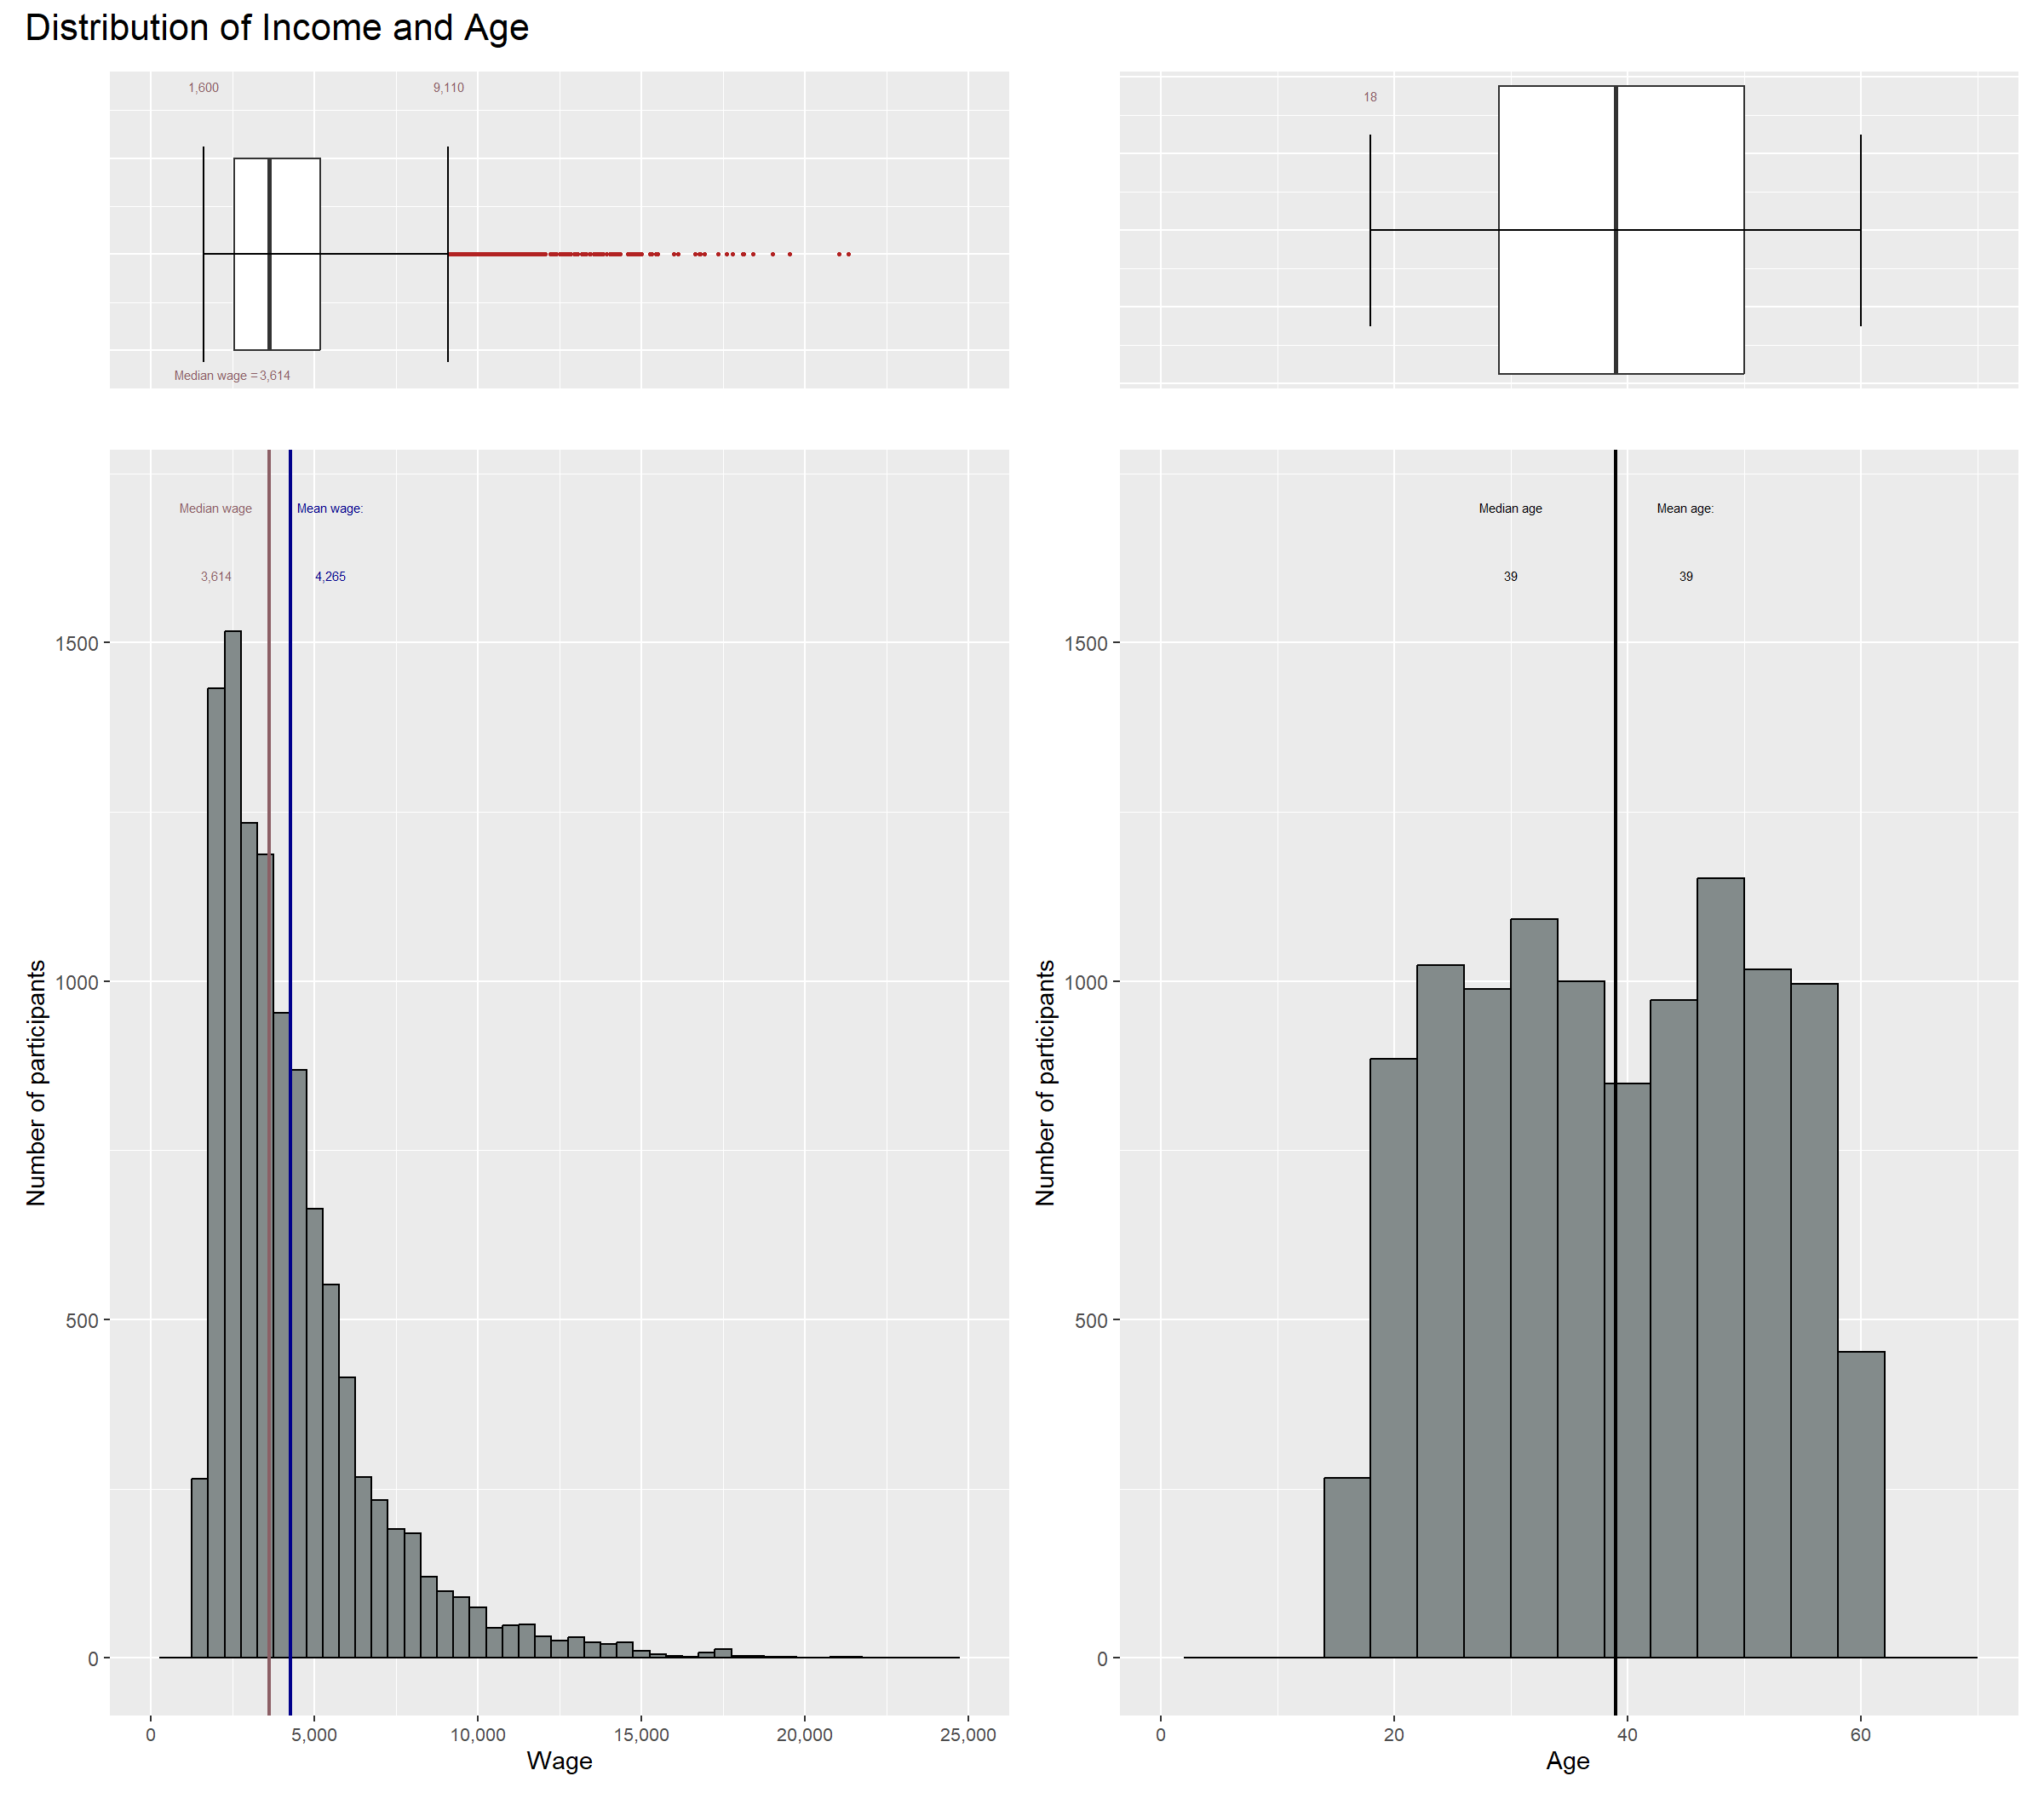 Distribution of Income and Age
1,600
9,110
Median wage = 3,614
18
Median wage
Mean wage:
3,614
4,265
1500
1000
500
0
Number of participants
0
5,000
10,000
15,000
20,000
25,000
Wage
Median age
Mean age:
39
39
1500
1000
500
0
Number of participants
0
20
40
60
Age